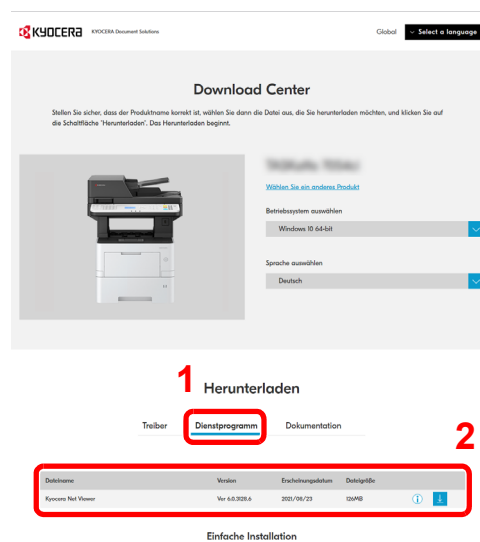 KYOCERA KYOCERA Document Solutions Global Select a language
Download Center
Stellen Sie sicher, dass der Produktname korrekt ist, wählen Sie dann die Datei aus, die Sie herunterladen möchten, und klicken Sie auf
die Schaltfläche 'Herunterladen'. Das Herunterladen beginnt.
Wählen Sie ein anderes Produkt
Betriebssystem auswählen
Windows 10 64-bit
Sprache auswählen
Deutsch
1
Herunterladen
Treiber Dienstprogramm Dokumentation
2
Dateiname Version Erscheinungsdatum Dateigröße
Kyocera Net Viewer Ver 6.0.3128.6 2021/08/23 126MB
Einfache Installation